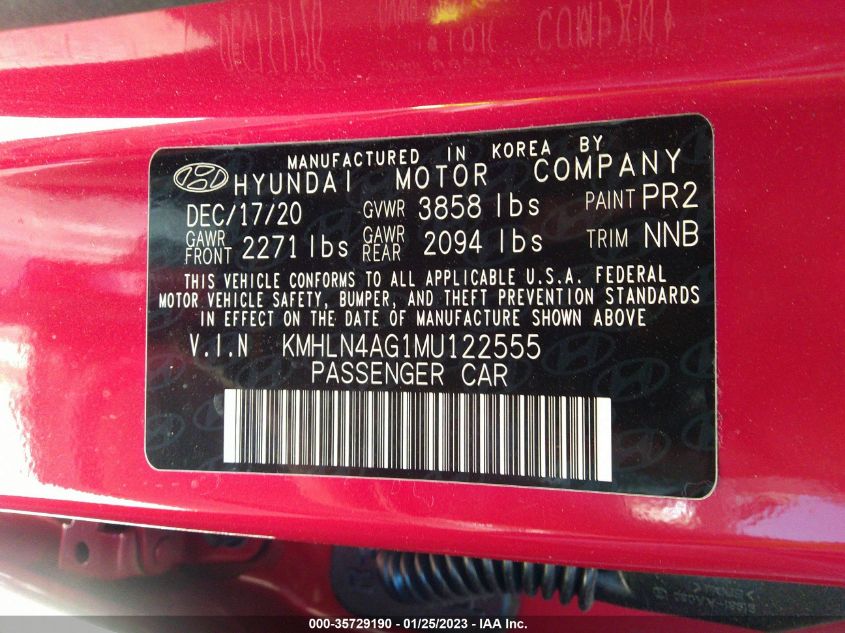 MANUFACTURED IN KOREA BY
HYUNDAI MOTOR COMPANY
DEC/17/20 GVWR 3858 lbs PAINT PR2
GAWR FRONT 2271 lbs GAWR REAR 2094 lbs TRIM NNB
THIS VEHICLE CONFORMS TO ALL APPLICABLE U.S.A. FEDERAL
MOTOR VEHICLE SAFETY, BUMPER, AND THEFT PREVENTION STANDARDS
IN EFFECT ON THE DATE OF MANUFACTURE SHOWN ABOVE
V.I.N KMHLN4AG1MU122555
PASSENGER CAR
000-35729190 - 01/25/2023 - IAA Inc.